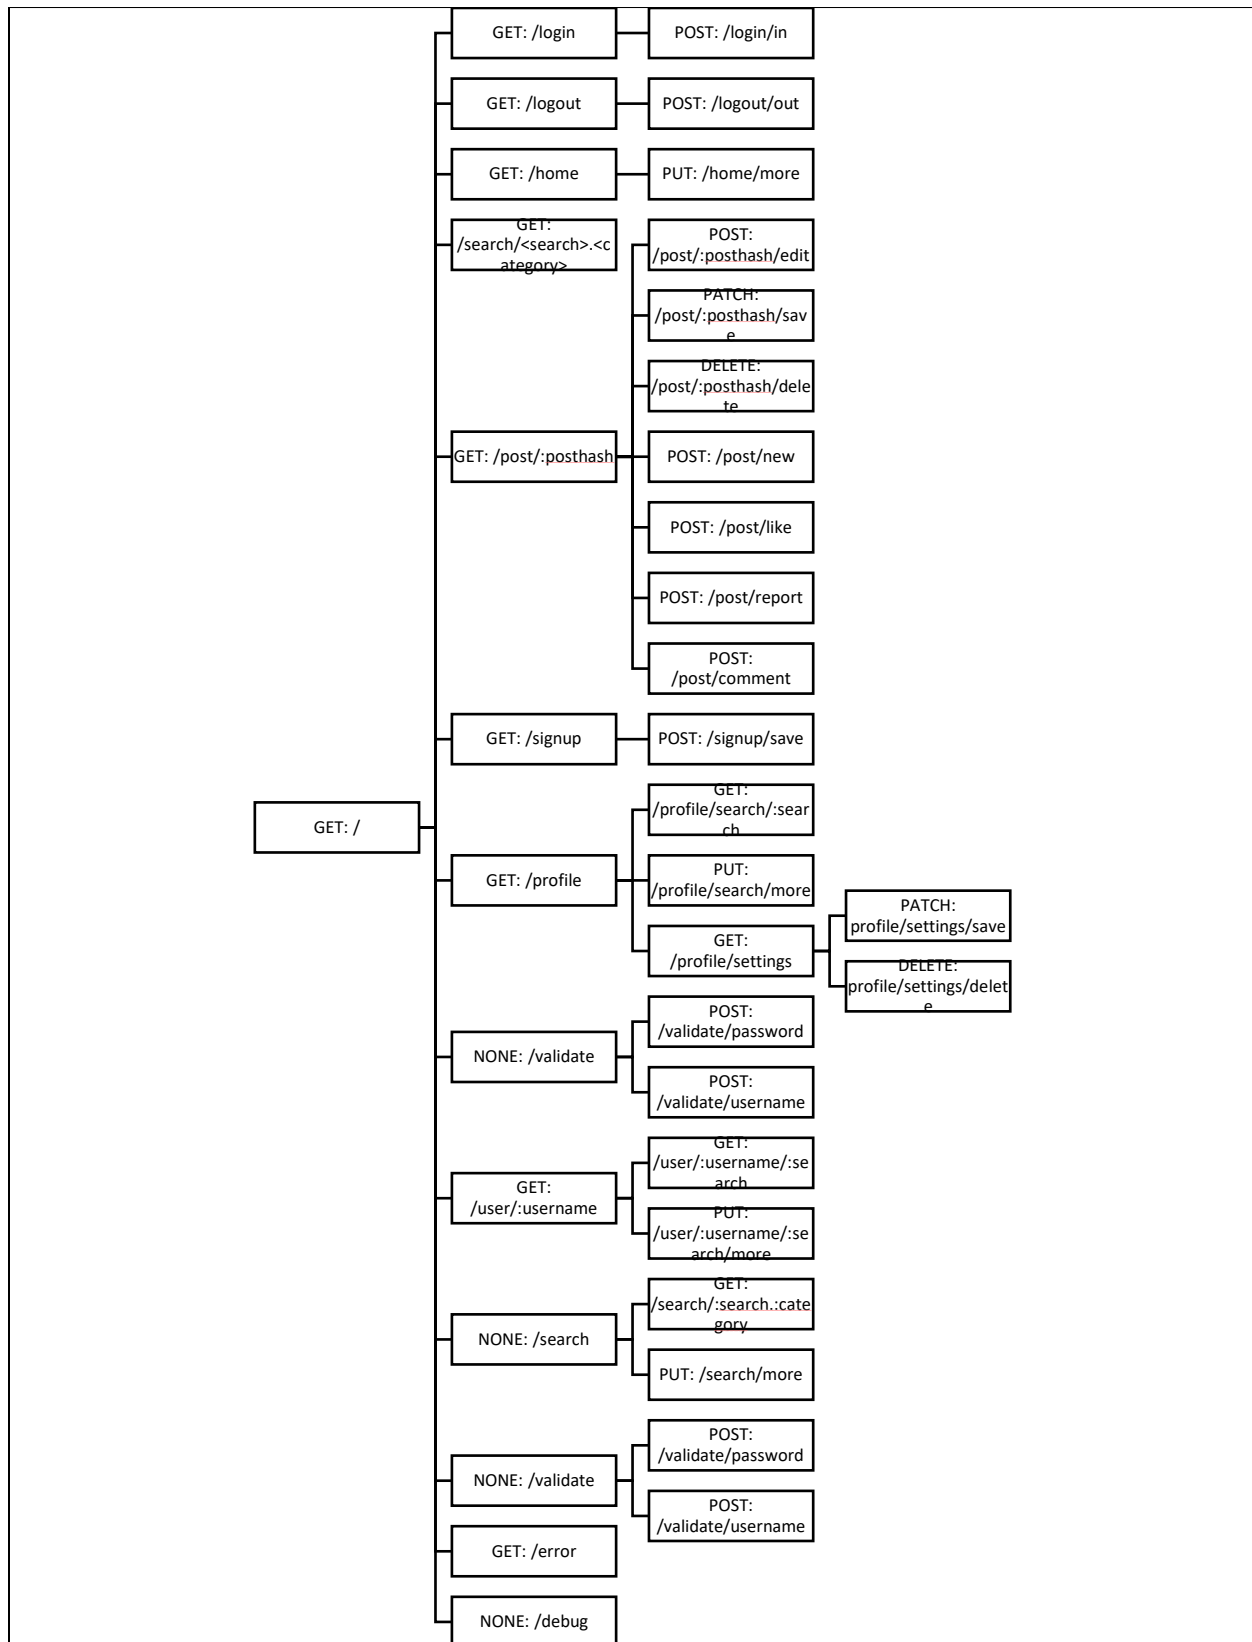 GET: /login
POST: /login/in
GET: /logout
POST: /logout/out
GET: /home
PUT: /home/more
GET:
/search/<search>.<c
ategory>
POST:
/post/:posthash/edit
PATCH:
/post/:posthash/sav
e
DELETE:
/post/:posthash/dele
te
GET: /post/:posthash
POST: /post/new
POST: /post/like
POST: /post/report
POST:
/post/comment
GET: /signup
POST: /signup/save
GET: /
GET: /profile
GET:
/profile/search/:sear
ch
PUT:
/profile/search/more
GET:
/profile/settings
PATCH:
profile/settings/save
DELETE:
profile/settings/delet
e
NONE: /validate
POST:
/validate/password
POST:
/validate/username
GET:
/user/:username
GET:
/user/:username/:se
arch
PUT:
/user/:username/:se
arch/more
NONE: /search
GET:
/search/:search.:cate
gory
PUT: /search/more
NONE: /validate
POST:
/validate/password
POST:
/validate/username
GET: /error
NONE: /debug